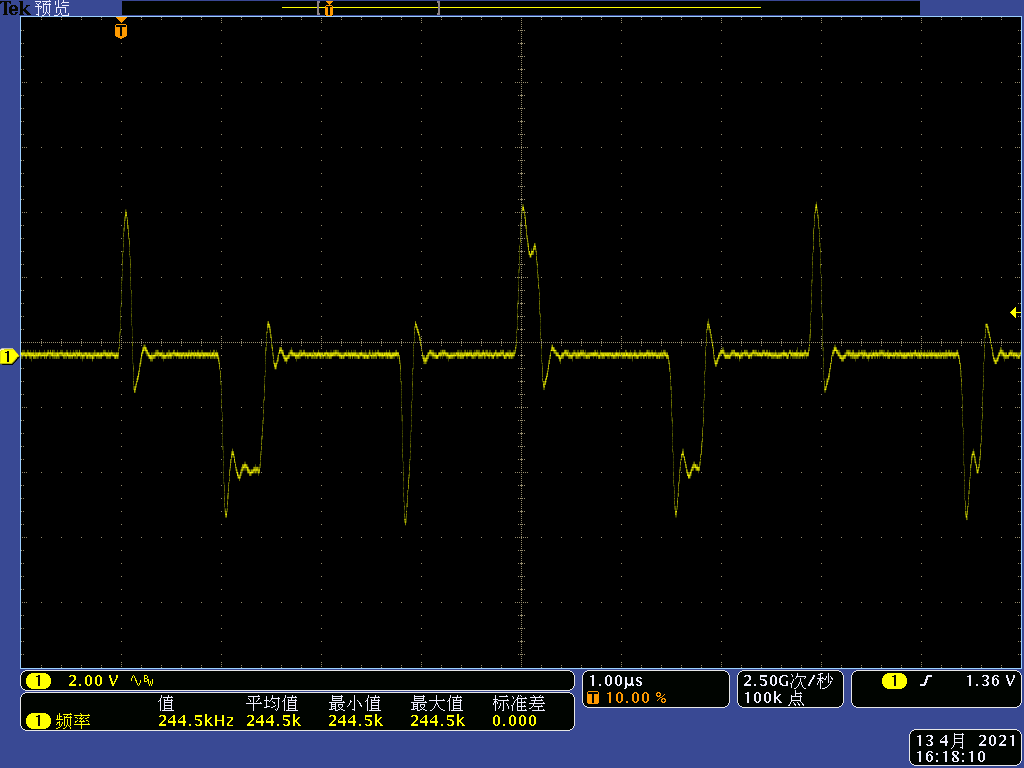 Tek 预览
T
T
1
1 2.00 V BW
值 平均值 最小值 最大值 标准差
1 频率 244.5kHz 244.5k 244.5k 244.5k 0.000
1.00µs
T 10.00 %
2.50G次/秒
100k 点
1 1.36 V
13 4月 2021
16:18:10